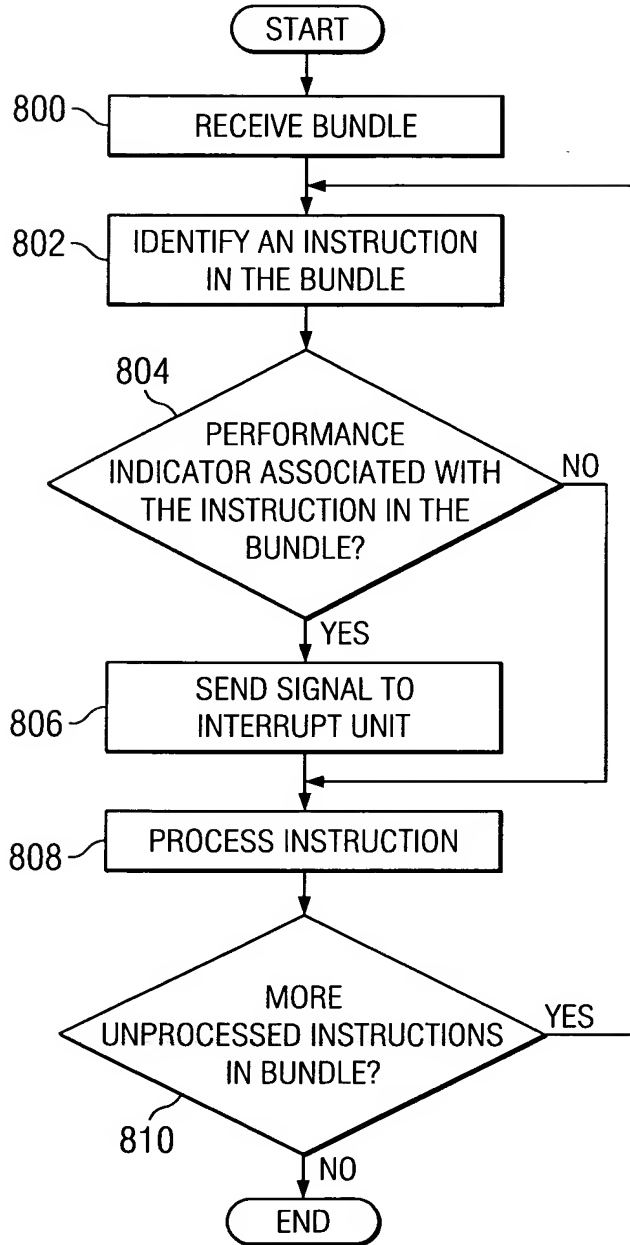 START
800
RECEIVE BUNDLE
802
IDENTIFY AN INSTRUCTION
IN THE BUNDLE
804
PERFORMANCE
INDICATOR ASSOCIATED WITH
THE INSTRUCTION IN THE
BUNDLE?
NO
YES
806
SEND SIGNAL TO
INTERRUPT UNIT
808
PROCESS INSTRUCTION
MORE
UNPROCESSED INSTRUCTIONS
IN BUNDLE?
YES
810
NO
END